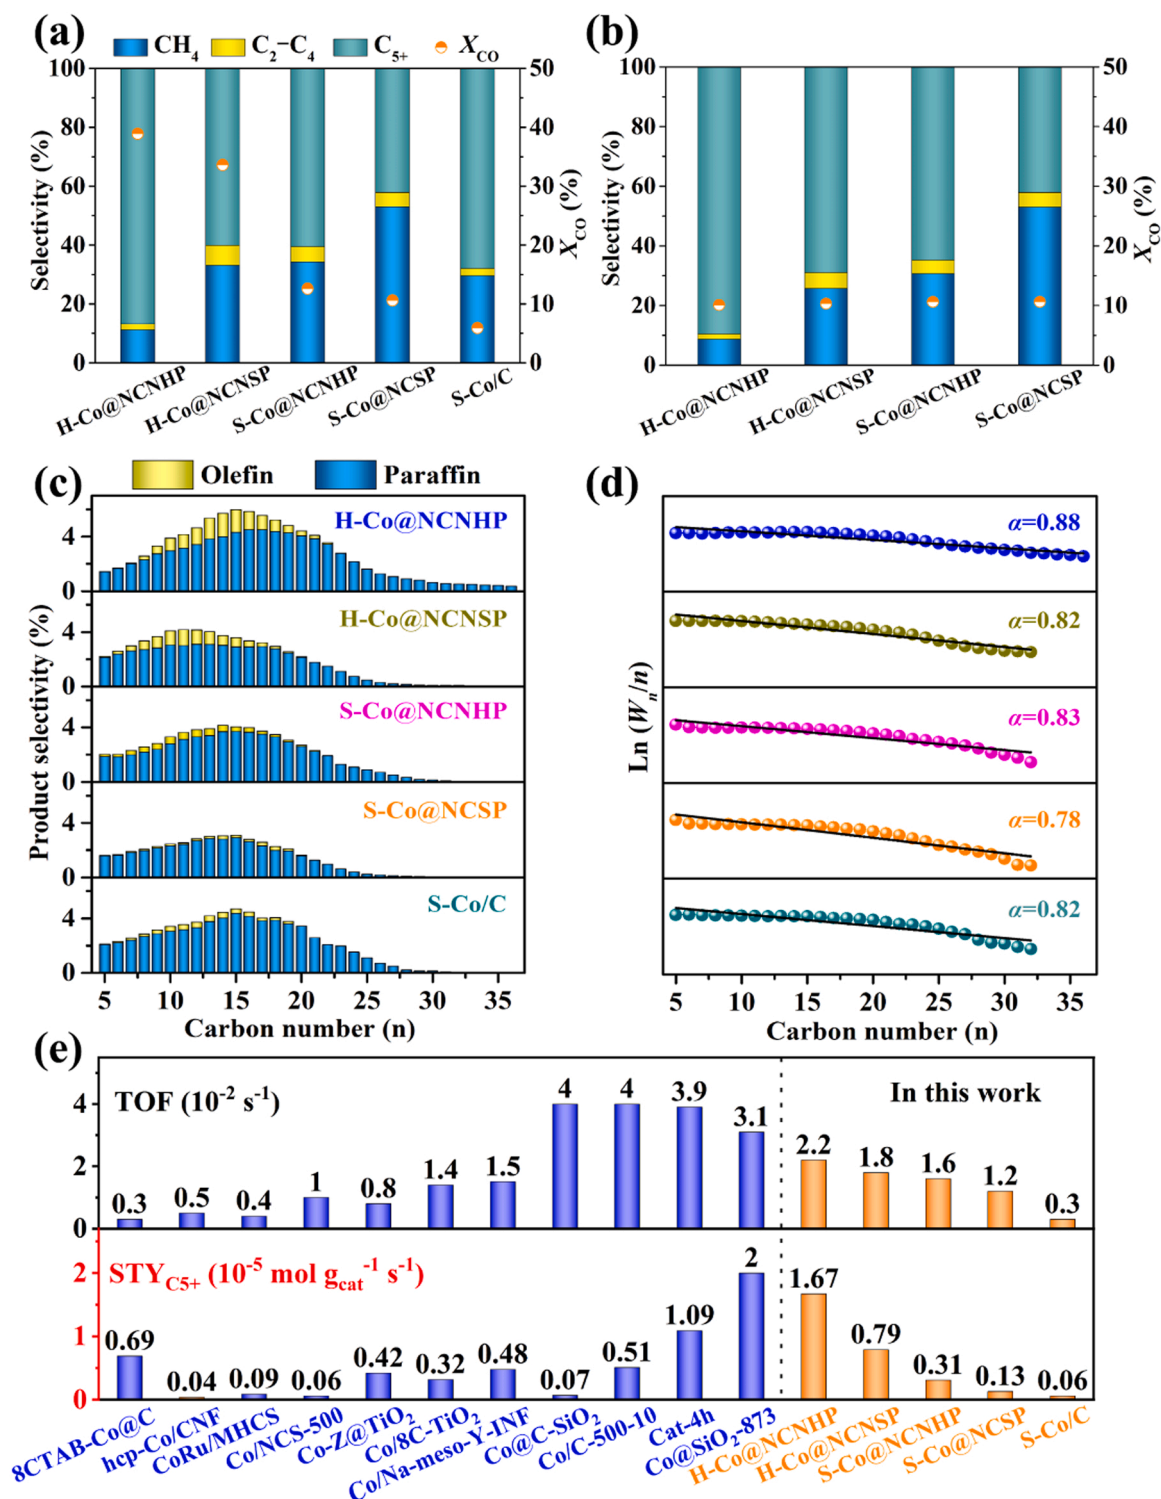 (a)
CH4 C2−C4 C5+ XCO
Selectivity (%)
100
80
60
40
20
0
50
40
30
20
10
0
XCO (%)
H-Co@NCNHP
H-Co@NCNSP
S-Co@NCNHP
S-Co@NCSP
S-Co/C
(b)
Selectivity (%)
100
80
60
40
20
0
50
40
30
20
10
0
XCO (%)
H-Co@NCNHP
H-Co@NCNSP
S-Co@NCNHP
S-Co@NCSP
(c)
Olefin Paraffin
Product selectivity (%)
4
0
H-Co@NCNHP
4
0
H-Co@NCNSP
4
0
S-Co@NCNHP
4
0
S-Co@NCSP
4
0
S-Co/C
5 10 15 20 25 30 35
Carbon number (n)
(d)
Ln (Wn/n)
α=0.88
α=0.82
α=0.83
α=0.78
α=0.82
5 10 15 20 25 30 35
Carbon number (n)
(e)
TOF (10-2 s-1)
In this work
4
2
0
0.3 0.5 0.4 1 0.8 1.4 1.5 4 4 3.9 3.1 2.2 1.8 1.6 1.2 0.3
STYC5+ (10-5 mol gcat-1 s-1)
2
1
0
0.69 0.04 0.09 0.06 0.42 0.32 0.48 0.07 0.51 1.09 2 1.67 0.79 0.31 0.13 0.06
8CTAB-Co@C
hcp-Co/CNF
CoRu/MHCS
Co/NCS-500
Co-Z@TiO2
Co/8C-TiO2
Co/Na-meso-Y-INF
Co@C-SiO2
Co/C-500-10
Cat-4h
Co@SiO2-873
H-Co@NCNHP
H-Co@NCNSP
S-Co@NCNHP
S-Co@NCSP
S-Co/C